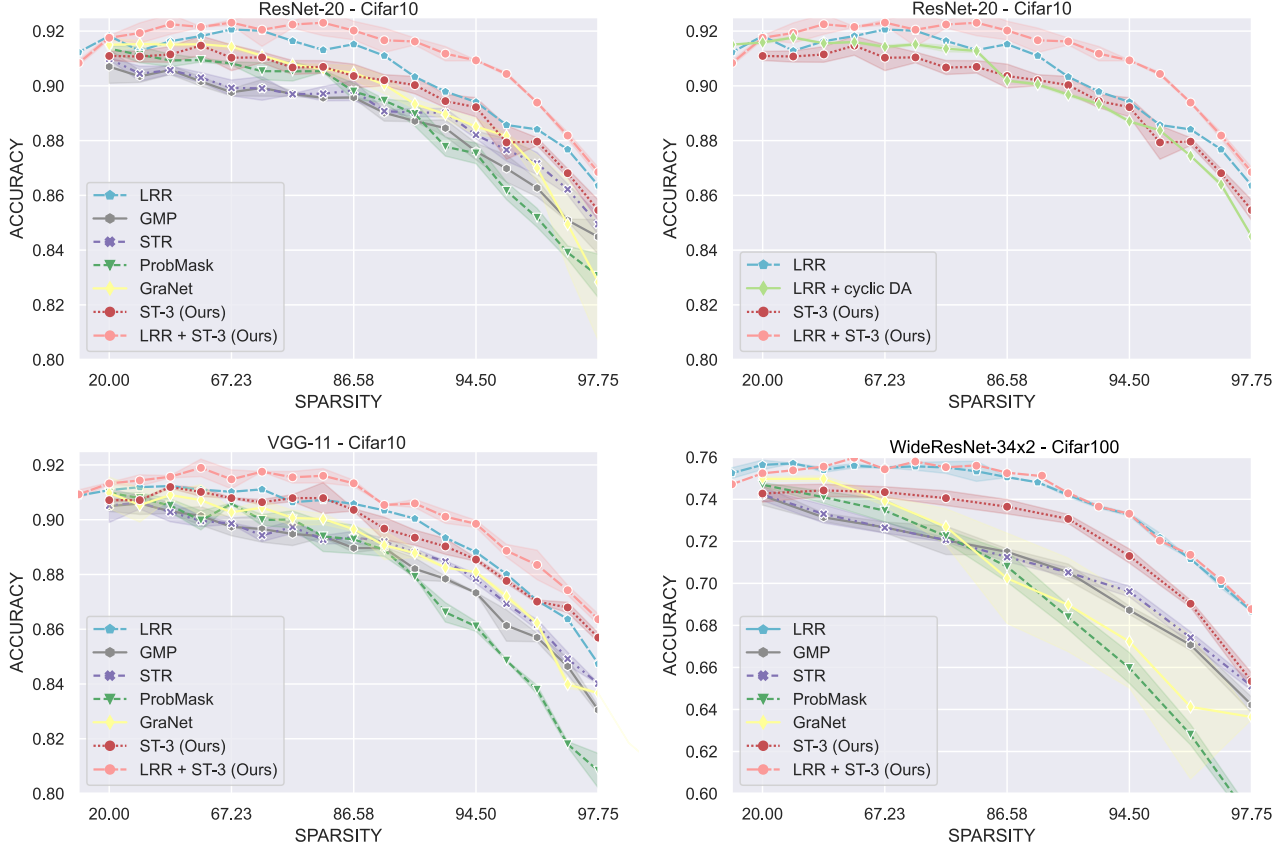 ResNet-20 - Cifar10
0.92
0.90
0.88
0.86
0.84
0.82
0.80
ACCURACY
LRR
GMP
STR
ProbMask
GraNet
ST-3 (Ours)
LRR + ST-3 (Ours)
20.00
67.23
86.58
94.50
97.75
SPARSITY
ResNet-20 - Cifar10
0.92
0.90
0.88
0.86
0.84
0.82
0.80
ACCURACY
LRR
LRR + cyclic DA
ST-3 (Ours)
LRR + ST-3 (Ours)
20.00
67.23
86.58
94.50
97.75
SPARSITY
VGG-11 - Cifar10
0.92
0.90
0.88
0.86
0.84
0.82
0.80
ACCURACY
LRR
GMP
STR
ProbMask
GraNet
ST-3 (Ours)
LRR + ST-3 (Ours)
20.00
67.23
86.58
94.50
97.75
SPARSITY
WideResNet-34x2 - Cifar100
0.76
0.74
0.72
0.70
0.68
0.66
0.64
0.62
0.60
ACCURACY
LRR
GMP
STR
ProbMask
GraNet
ST-3 (Ours)
LRR + ST-3 (Ours)
20.00
67.23
86.58
94.50
97.75
SPARSITY